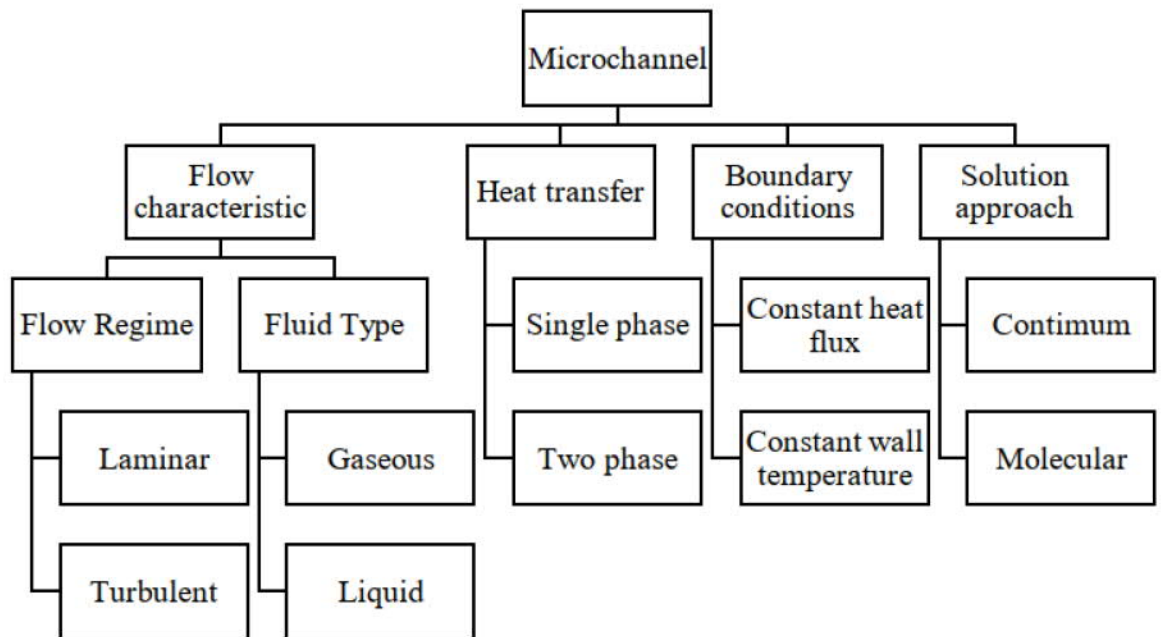 Microchannel
Flow
characteristic
Heat transfer
Boundary
conditions
Solution
approach
Flow Regime
Fluid Type
Single phase
Constant heat
flux
Contimum
Laminar
Gaseous
Two phase
Constant wall
temperature
Molecular
Turbulent
Liquid